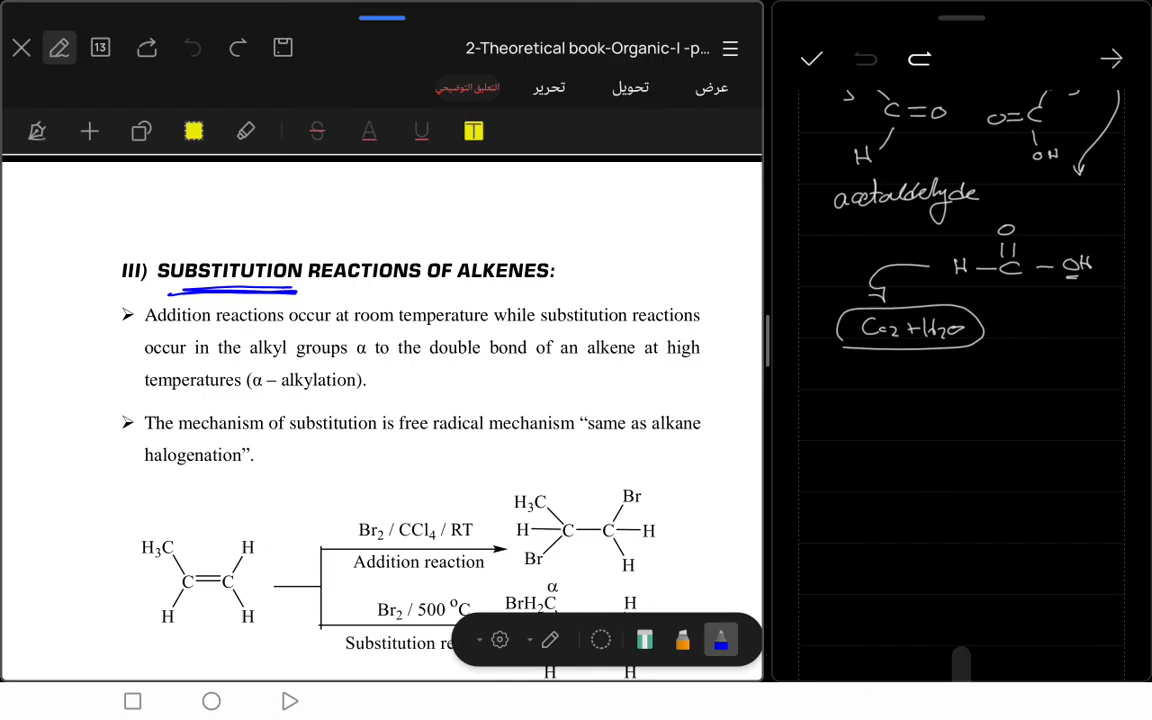 13
2-Theoretical book-Organic-I -p...
التعليق التوضيحي
تحرير
تحويل
عرض
A
U
T
III) SUBSTITUTION REACTIONS OF ALKENES:
➢ Addition reactions occur at room temperature while substitution reactions
occur in the alkyl groups α to the double bond of an alkene at high
temperatures (α – alkylation).
➢ The mechanism of substitution is free radical mechanism “same as alkane
halogenation”.
H3C H
C=C
H H
Br2 / CCl4 / RT
Addition reaction
H3C Br
H—C—C—H
Br H
Br2 / 500 °C
Substitution re
α
BrH2C H
H H
C=O
H
O=C
OH
acetaldehyde
O
H—C—OH
Co2 + H2O